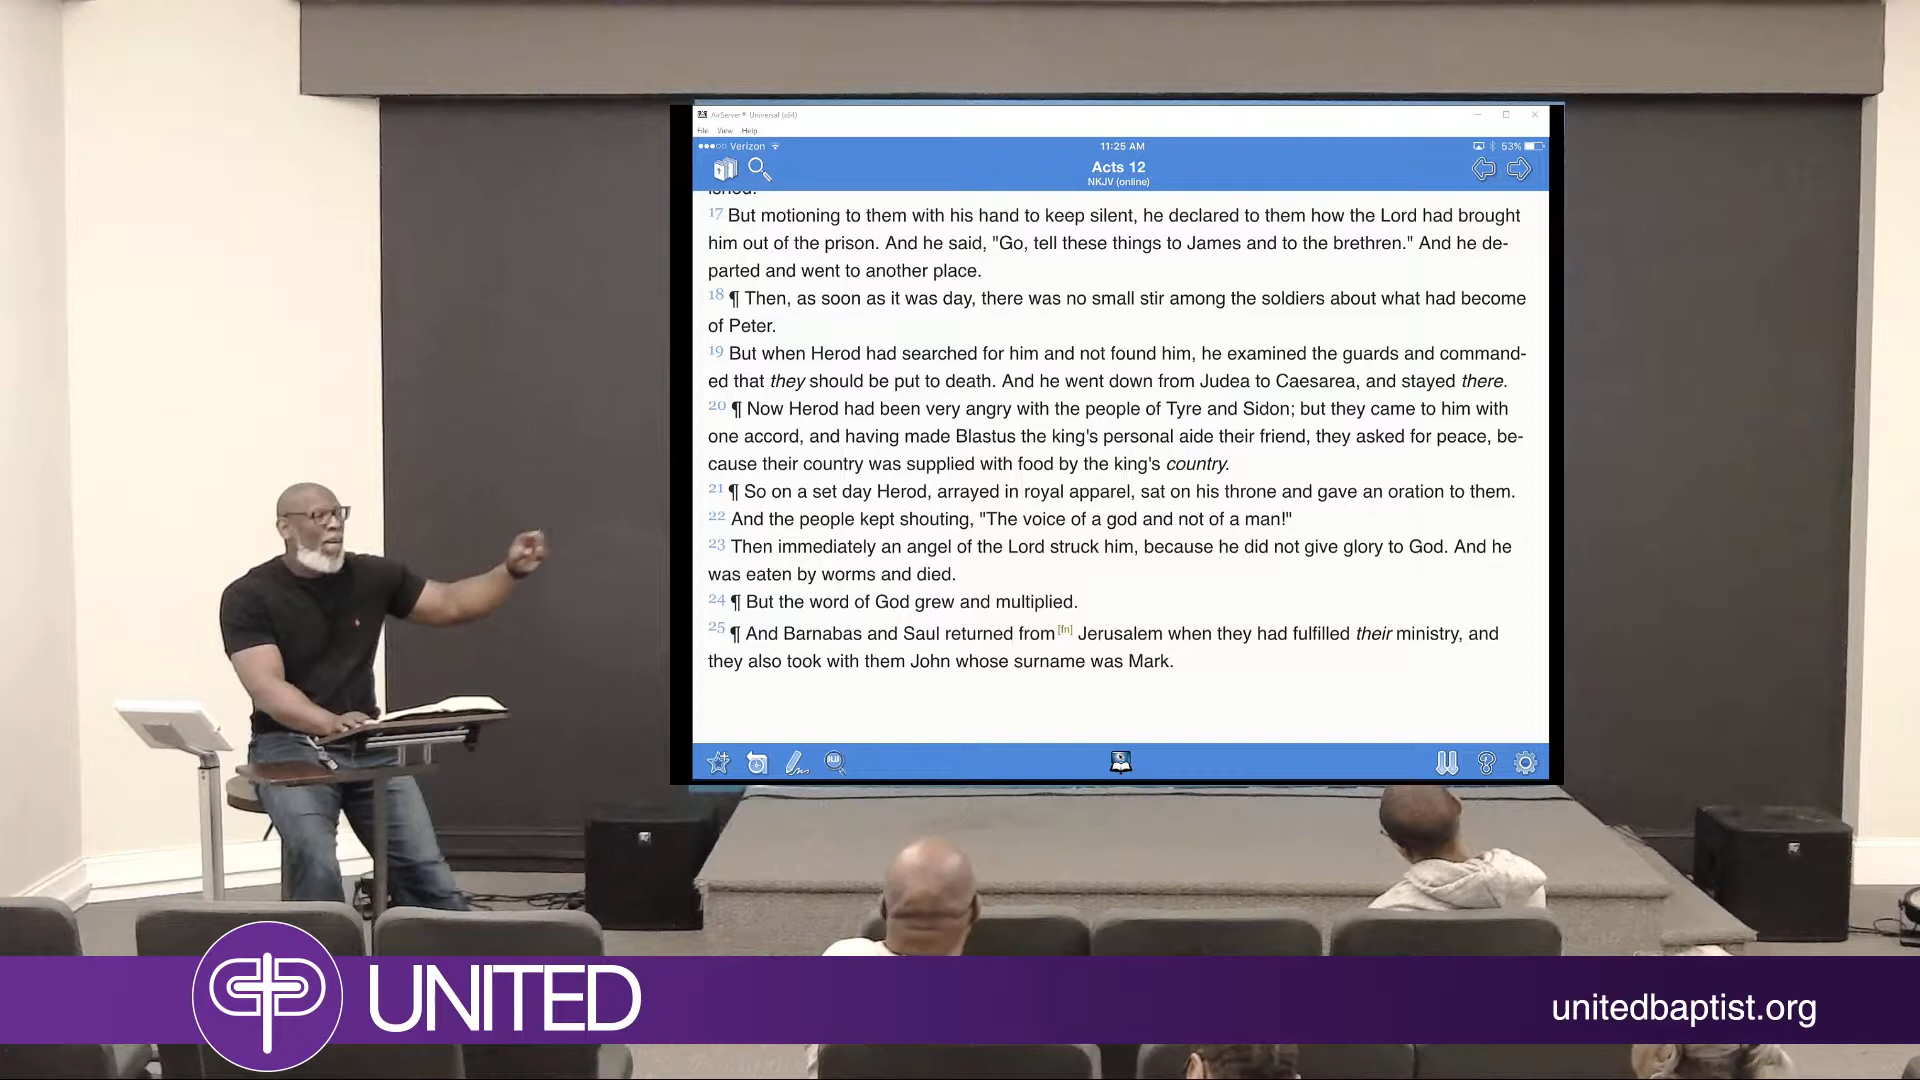 AirServer® Universal (x64)
File View Help
Verizon
11:25 AM
53%
Acts 12
NKJV (online)
ished.
17 But motioning to them with his hand to keep silent, he declared to them how the Lord had brought
him out of the prison. And he said, "Go, tell these things to James and to the brethren." And he de-
parted and went to another place.
18 ¶ Then, as soon as it was day, there was no small stir among the soldiers about what had become
of Peter.
19 But when Herod had searched for him and not found him, he examined the guards and command-
ed that they should be put to death. And he went down from Judea to Caesarea, and stayed there.
20 ¶ Now Herod had been very angry with the people of Tyre and Sidon; but they came to him with
one accord, and having made Blastus the king's personal aide their friend, they asked for peace, be-
cause their country was supplied with food by the king's country.
21 ¶ So on a set day Herod, arrayed in royal apparel, sat on his throne and gave an oration to them.
22 And the people kept shouting, "The voice of a god and not of a man!"
23 Then immediately an angel of the Lord struck him, because he did not give glory to God. And he
was eaten by worms and died.
24 ¶ But the word of God grew and multiplied.
25 ¶ And Barnabas and Saul returned from [fn] Jerusalem when they had fulfilled their ministry, and
they also took with them John whose surname was Mark.
UNITED
unitedbaptist.org